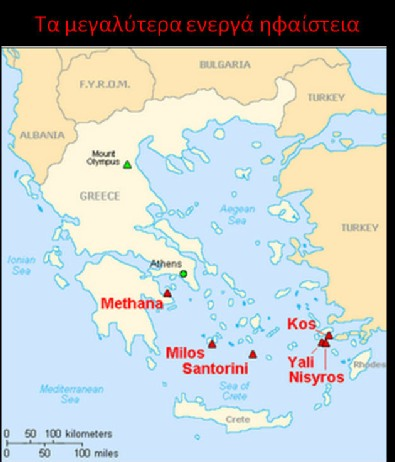 Τα μεγαλύτερα ενεργά ηφαίστεια
BULGARIA
F.Y.R.O.M.
TURKEY
ALBANIA
Mount
Olympus
GREECE
Aegean
Sea
TURKEY
Ionian
Sea
Athens
Methana
Kos
Milos
Santorini
Yali
Nisyros
Rhodes
Sea of
Crete
Mediterranean
Sea
Crete
0 50 100 kilometers
0 50 100 miles